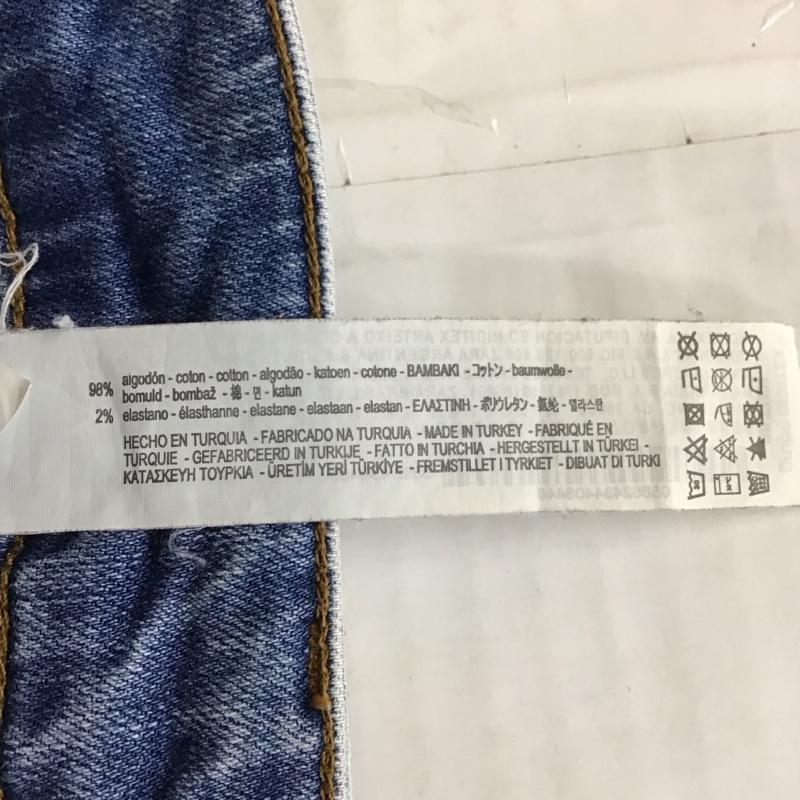 98% algodón - coton - cotton - algodão - katoen - cotone - BAMBAKI - コットン - baumwolle -
bomuld - bombaž - 棉 - 면 - katun
2% elastano - élasthanne - elastane - elastaan - elastan - ΕΛΑΣΤΙΝΗ - ポリウレタン - 氨纶 - 엘라스탄
HECHO EN TURQUIA - FABRICADO NA TURQUIA - MADE IN TURKEY - FABRIQUÉ EN
TURQUIE - GEFABRICEERD IN TURKIJE - FATTO IN TURCHIA - HERGESTELLT IN TÜRKEI -
ΚΑΤΑΣΚΕΥΗ ΤΟΥΡΚΙΑ - ÜRETİM YERİ TÜRKİYE - FREMSTILLET I TYRKIET - DIBUAT DI TURKI